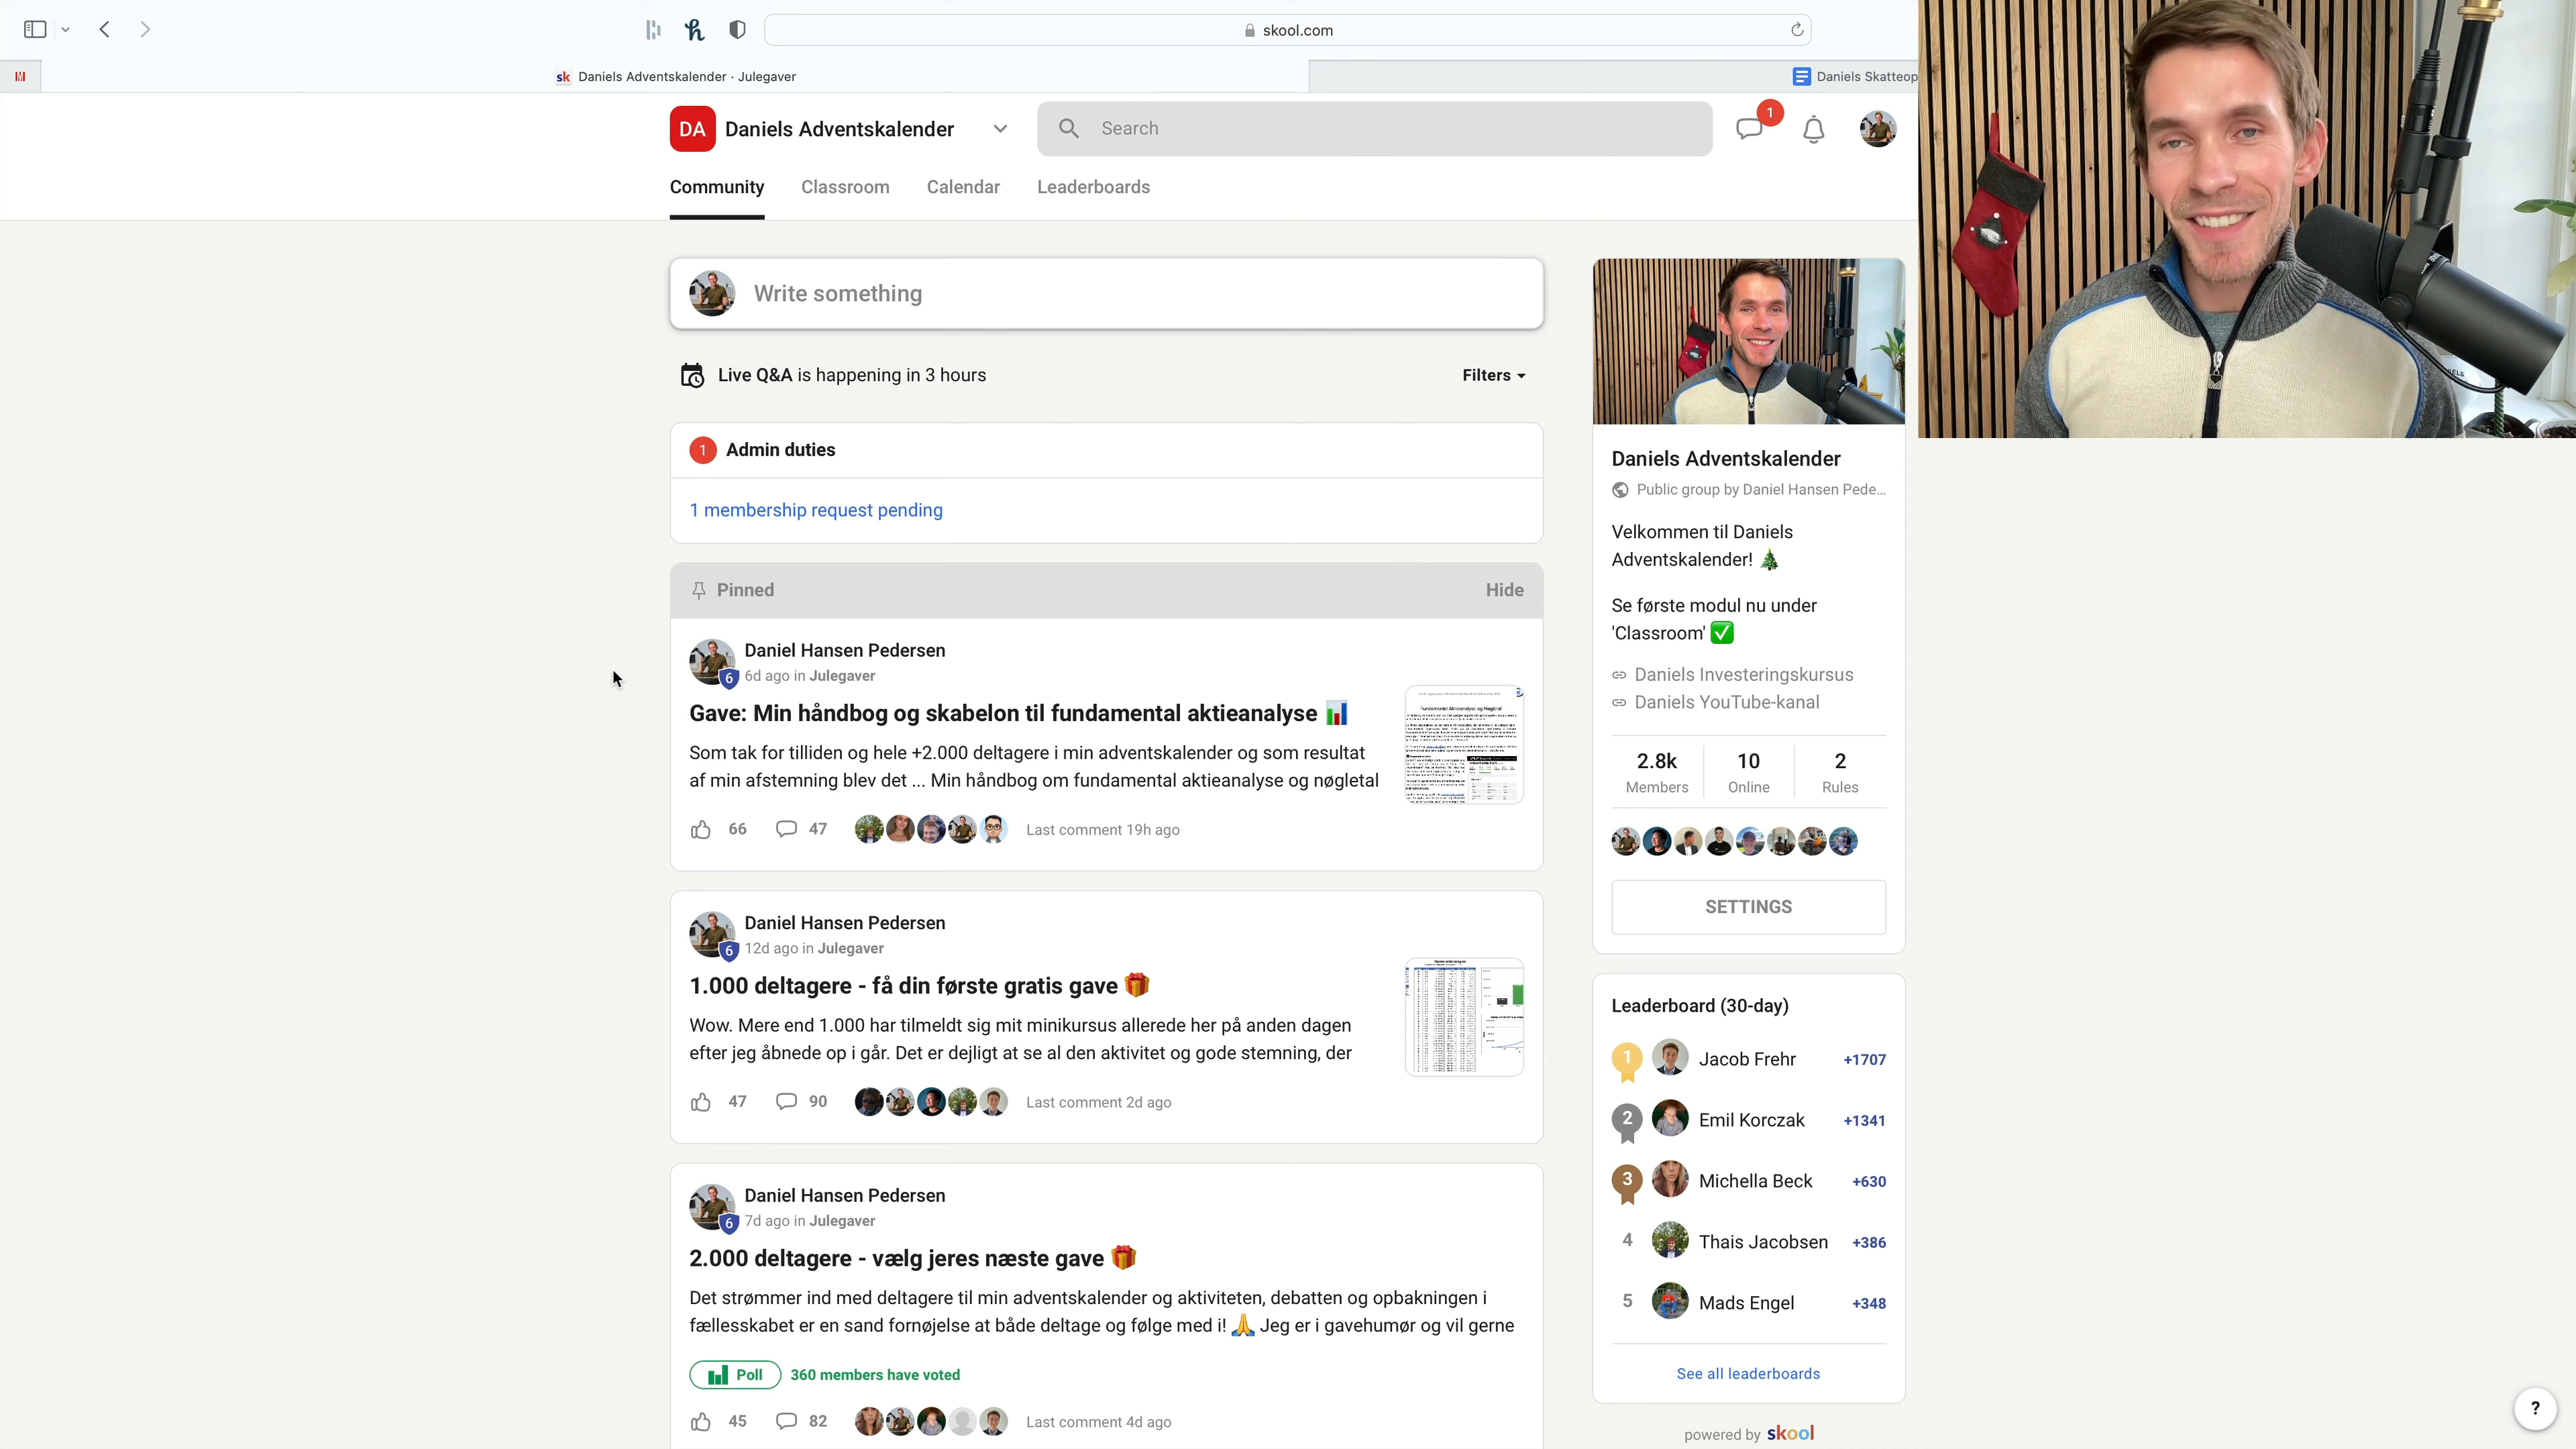 skool.com
sk Daniels Adventskalender · Julegaver
Daniels Skatteop
DA Daniels Adventskalender
Search
1
Community Classroom Calendar Leaderboards
Write something
Live Q&A is happening in 3 hours
Filters
1 Admin duties
1 membership request pending
Pinned
Hide
Daniel Hansen Pedersen
6 6d ago in Julegaver
Gave: Min håndbog og skabelon til fundamental aktieanalyse 📊
Som tak for tilliden og hele +2.000 deltagere i min adventskalender og som resultat
af min afstemning blev det ... Min håndbog om fundamental aktieanalyse og nøgletal
66 47 Last comment 19h ago
Fundamental Aktieanalyse og Nøgletal
Daniel Hansen Pedersen
6 12d ago in Julegaver
1.000 deltagere - få din første gratis gave 🎁
Wow. Mere end 1.000 har tilmeldt sig mit minikursus allerede her på anden dagen
efter jeg åbnede op i går. Det er dejligt at se al den aktivitet og gode stemning, der
47 90 Last comment 2d ago
Daniel Hansen Pedersen
6 7d ago in Julegaver
2.000 deltagere - vælg jeres næste gave 🎁
Det strømmer ind med deltagere til min adventskalender og aktiviteten, debatten og opbakningen i
fællesskabet er en sand fornøjelse at både deltage og følge med i! 🙏 Jeg er i gavehumør og vil gerne
Poll 360 members have voted
45 82 Last comment 4d ago
Daniels Adventskalender
Public group by Daniel Hansen Pede...
Velkommen til Daniels
Adventskalender! 🎄
Se første modul nu under
'Classroom' ✅
Daniels Investeringskursus
Daniels YouTube-kanal
2.8k 10 2
Members Online Rules
SETTINGS
Leaderboard (30-day)
1 Jacob Frehr +1707
2 Emil Korczak +1341
3 Michella Beck +630
4 Thais Jacobsen +386
5 Mads Engel +348
See all leaderboards
powered by skool
?